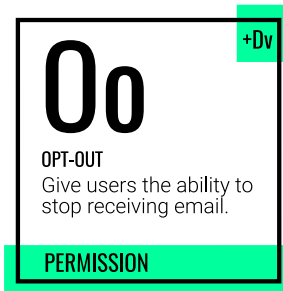 +Dv
Oo
OPT-OUT
Give users the ability to
stop receiving email.
PERMISSION